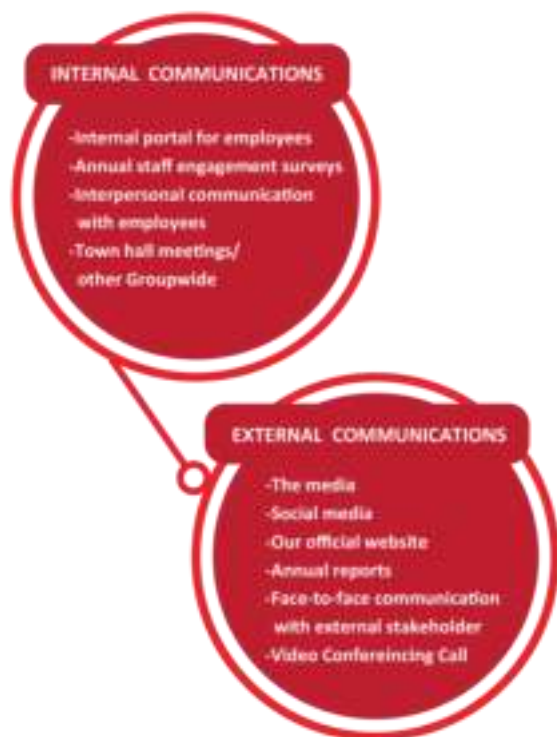 INTERNAL COMMUNICATIONS
-Internal portal for employees
-Annual staff engagement surveys
-Interpersonal communication
with employees
-Town hall meetings/
other Groupwide
EXTERNAL COMMUNICATIONS
-The media
-Social media
-Our official website
-Annual reports
-Face-to-face communication
with external stakeholder
-Video Confereincing Call